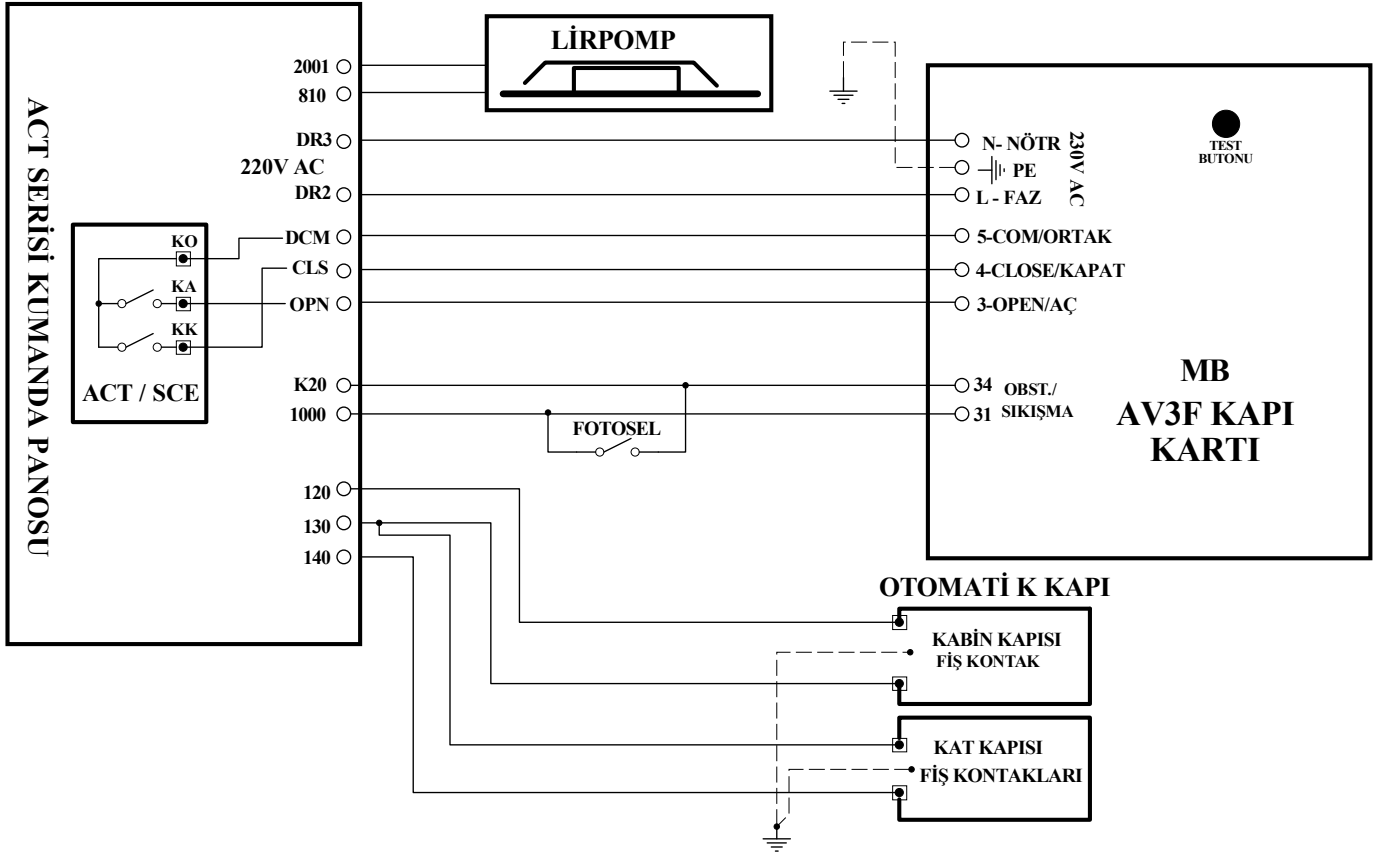 ACT SERİSİ KUMANDA PANOSU
2001
810
DR3
220V AC
DR2
DCM
CLS
OPN
K20
1000
120
130
140
KO
KA
KK
ACT / SCE
LİRPOMP
FOTOSEL
N- NÖTR
PE
L - FAZ
230V AC
5-COM/ORTAK
4-CLOSE/KAPAT
3-OPEN/AÇ
34 OBST./
31 SIKIŞMA
TEST
BUTONU
MB
AV3F KAPI
KARTI
OTOMATİ K KAPI
KABİN KAPISI
FİŞ KONTAK
KAT KAPISI
FİŞ KONTAKLARI